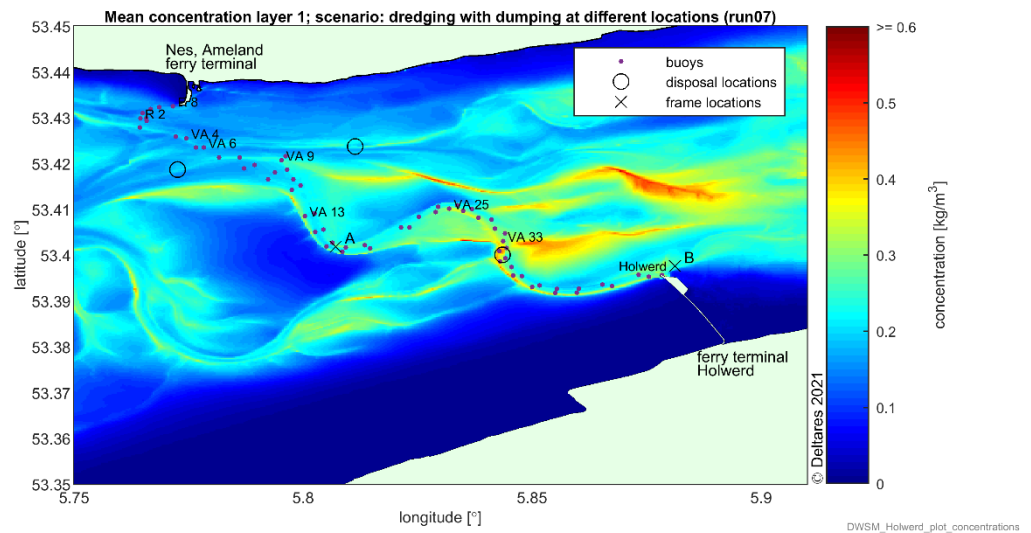 Mean concentration layer 1; scenario: dredging with dumping at different locations (run07)
53.45
53.44
53.43
53.42
53.41
53.4
53.39
53.38
53.37
53.36
53.35
latitude [°]
5.75
5.8
5.85
5.9
longitude [°]
Nes, Ameland
ferry terminal
R 2
VA 4
VA 6
VA 9
VA 13
A
VA 25
VA 33
B
Holwerd
ferry terminal
Holwerd
buoys
disposal locations
frame locations
© Deltares 2021
>= 0.6
0.5
0.4
0.3
0.2
0.1
0
concentration [kg/m³]
DWSM_Holwerd_plot_concentrations